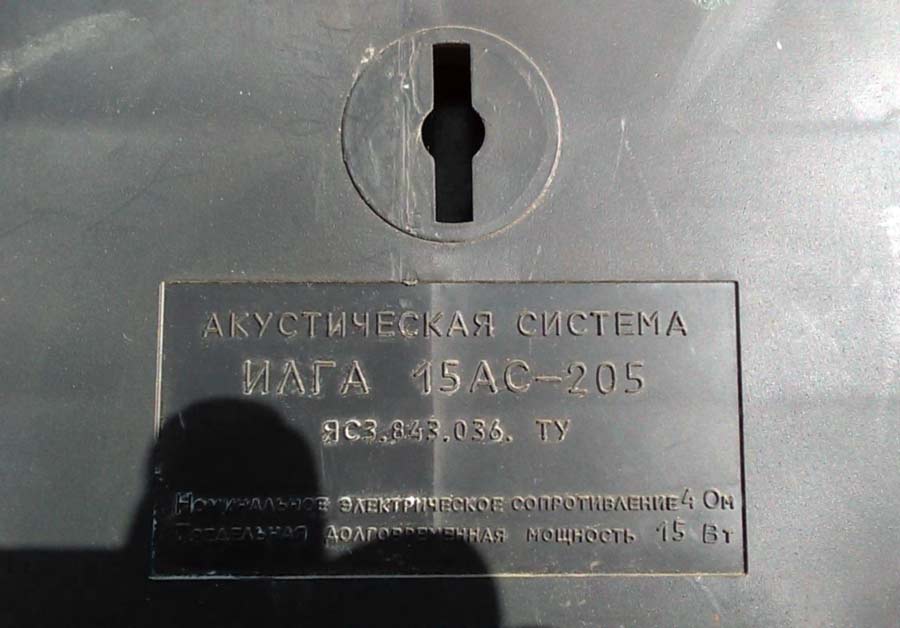 АКУСТИЧЕСКАЯ СИСТЕМА
ИЛГА 15АС-205
ЯС3.843.036. ТУ
Номинальное электрическое сопротивление 4 Ом
Предельная долговременная мощность 15 Вт